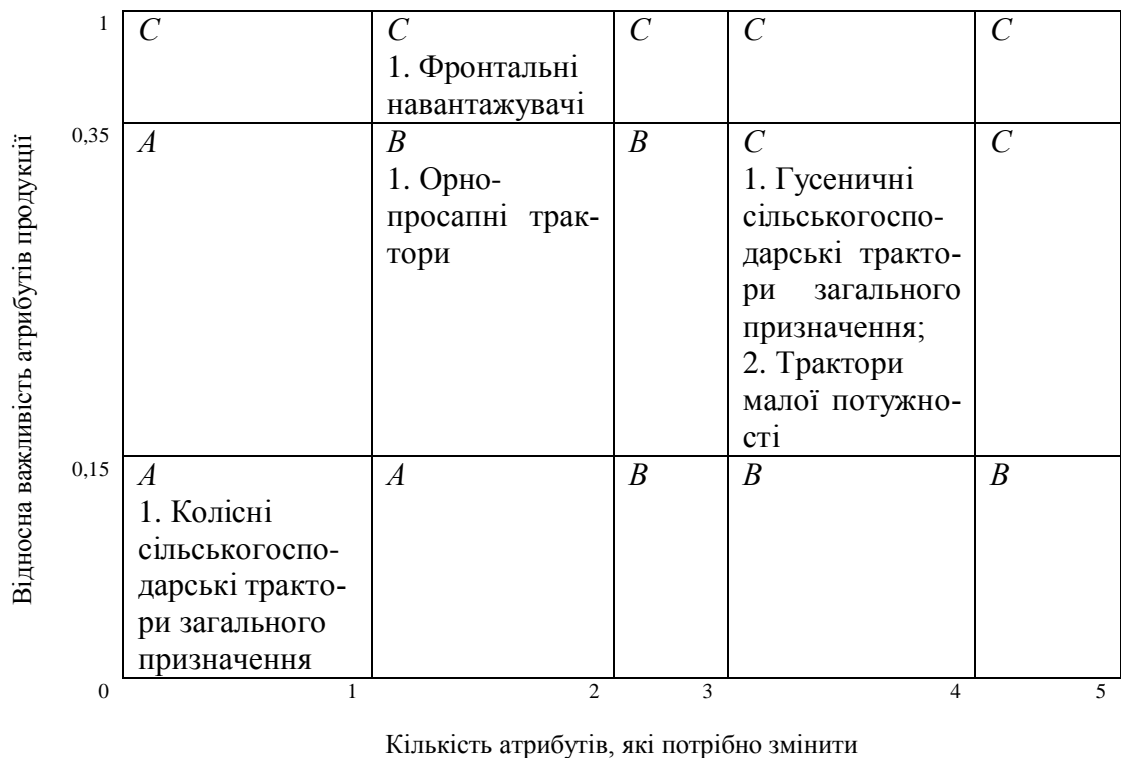 1
C
C
1. Фронтальні
навантажувачі
C
C
C
0,35
A
B
1. Орно-
просапні трак-
тори
B
C
1. Гусеничні
сільськогоспо-
дарські тракто-
ри загального
призначення;
2. Трактори
малої потужно-
сті
C
0,15
A
1. Колісні
сільськогоспо-
дарські тракто-
ри загального
призначення
A
B
B
B
0
1
2
3
4
5
Відносна важливість атрибутів продукції
Кількість атрибутів, які потрібно змінити